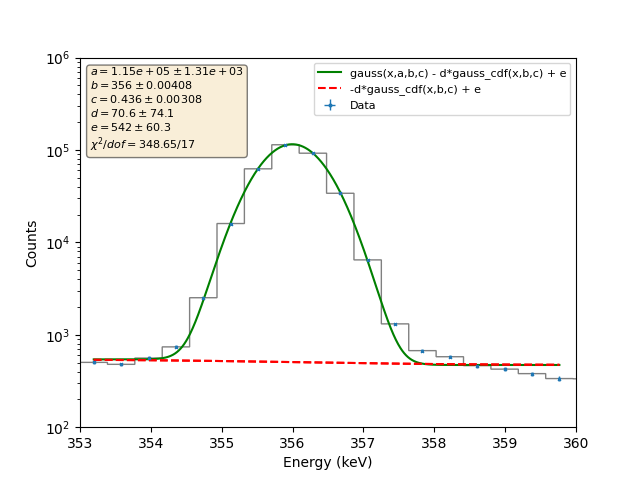 a = 1.15e + 05 ± 1.31e + 03
b = 356 ± 0.00408
c = 0.436 ± 0.00308
d = 70.6 ± 74.1
e = 542 ± 60.3
χ²/dof = 348.65/17
gauss(x,a,b,c) - d*gauss_cdf(x,b,c) + e
-d*gauss_cdf(x,b,c) + e
Data
10⁶
10⁵
10⁴
10³
10²
Counts
353 354 355 356 357 358 359 360
Energy (keV)